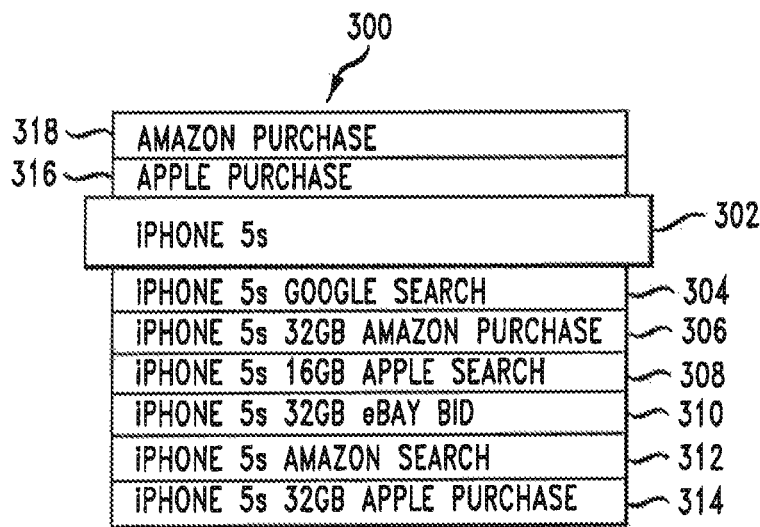 300
318 AMAZON PURCHASE
316 APPLE PURCHASE
iPHONE 5s 302
iPHONE 5s GOOGLE SEARCH 304
iPHONE 5s 32GB AMAZON PURCHASE 306
iPHONE 5s 16GB APPLE SEARCH 308
iPHONE 5s 32GB eBAY BID 310
iPHONE 5s AMAZON SEARCH 312
iPHONE 5s 32GB APPLE PURCHASE 314